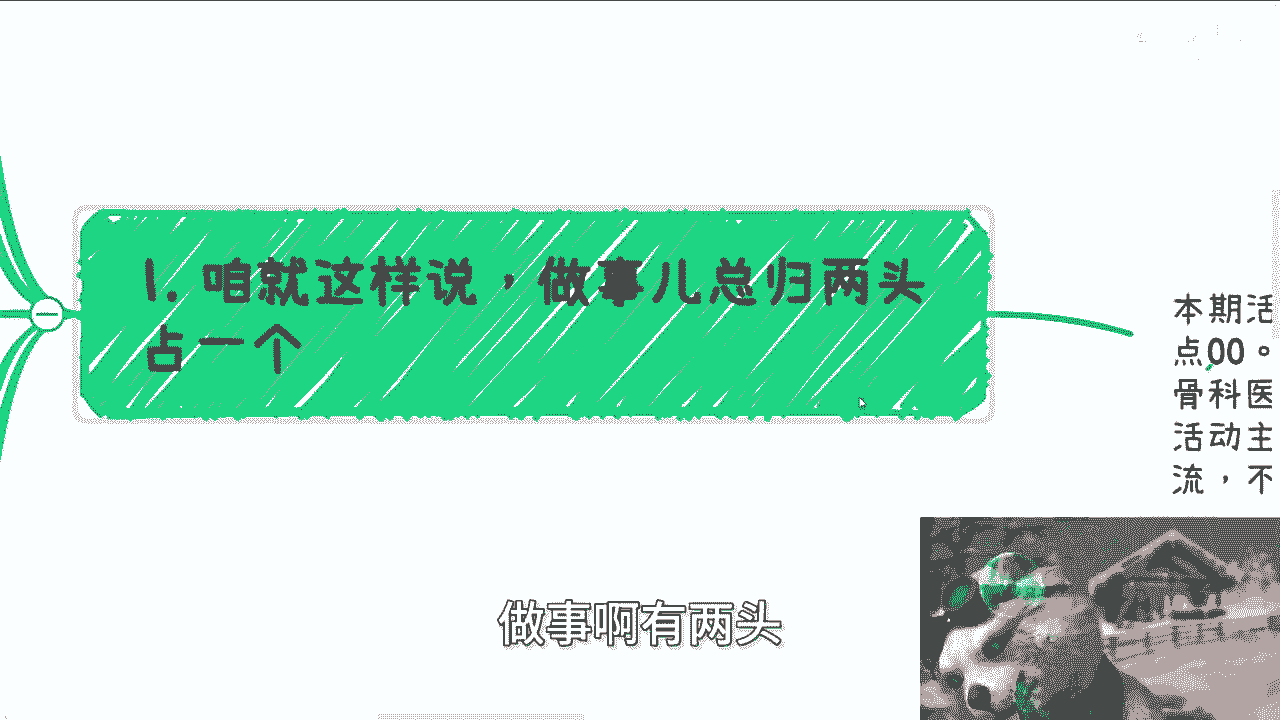 1. 咱就这样说，做事儿总归两头
占一个
本期活
点00。
骨科医
活动主
流，不
做事啊有两头